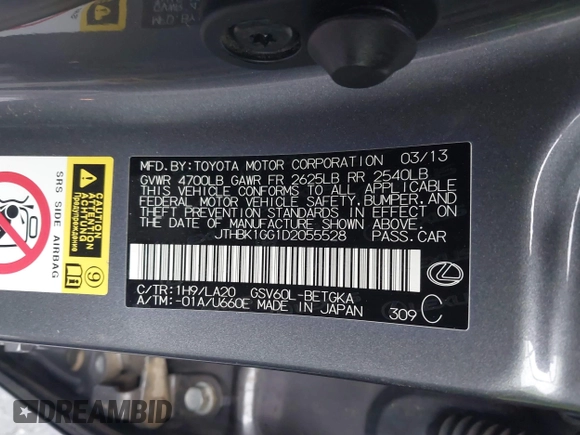 MFD. BY: TOYOTA MOTOR CORPORATION 03/13
GVWR 4700LB GAWR FR 2625LB RR 2540LB
THIS VEHICLE CONFORMS TO ALL APPLICABLE
FEDERAL MOTOR VEHICLE SAFETY, BUMPER, AND
THEFT PREVENTION STANDARDS IN EFFECT ON
THE DATE OF MANUFACTURE SHOWN ABOVE.
JTHBK1GG1D2055528 PASS. CAR
C/TR: 1H9/LA20 GSV60L-BETGKA
A/TM: -01A/U660E MADE IN JAPAN 309 C
SRS SIDE AIRBAG
CAUTION
ACHTUNG
ATTENTION
9
DREAMBID